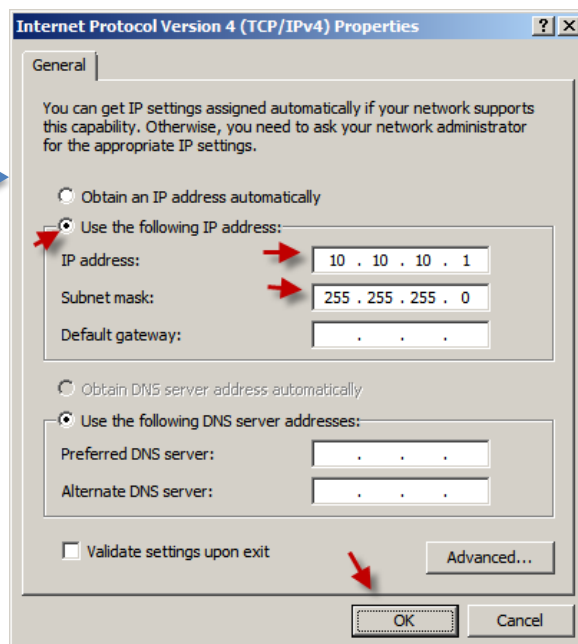 Internet Protocol Version 4 (TCP/IPv4) Properties
General
You can get IP settings assigned automatically if your network supports
this capability. Otherwise, you need to ask your network administrator
for the appropriate IP settings.
Obtain an IP address automatically
Use the following IP address:
IP address: 10 . 10 . 10 . 1
Subnet mask: 255 . 255 . 255 . 0
Default gateway: . . .
Obtain DNS server address automatically
Use the following DNS server addresses:
Preferred DNS server: . . .
Alternate DNS server: . . .
Validate settings upon exit
Advanced...
OK Cancel